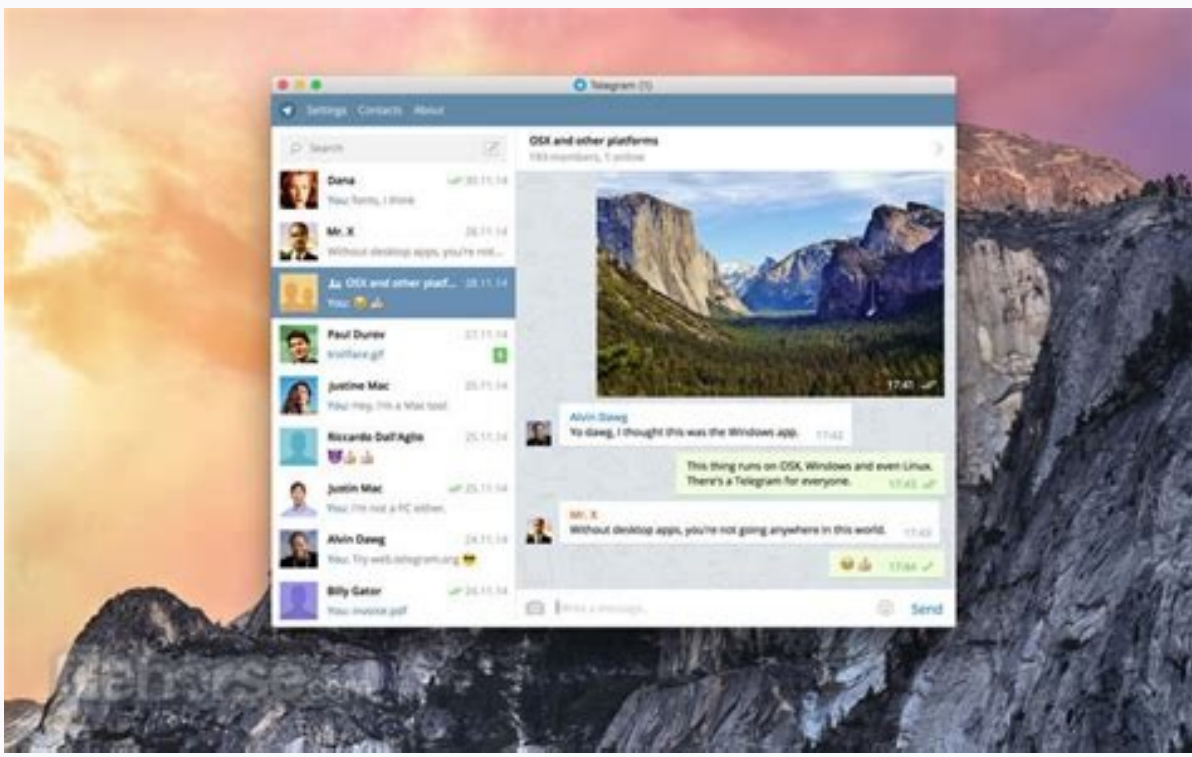 Telegram (1)
Settings Contacts About
Search
Dana 30.11.14
You: fonts, I think
Mr. X 28.11.14
Without desktop apps, you're not...
OSX and other platf... 28.11.14
You:
Paul Durov 27.11.14
trollface.gif
Justine Mac 25.11.14
You: Hey, I'm a Mac too!
Riccardo Dall'Aglio 25.11.14
Justin Mac 25.11.14
You: I'm not a PC either.
Alvin Dawg 24.11.14
You: Try web.telegram.org
Billy Gator 24.11.14
You: invoice.pdf
OSX and other platforms
193 members, 1 online
17:41
Alvin Dawg
Yo dawg, I thought this was the Windows app. 17:42
This thing runs on OSX, Windows and even Linux.
There's a Telegram for everyone. 17:43
Mr. X
Without desktop apps, you're not going anywhere in this world. 17:43
17:44
Write a message...
Send
filehorse.com